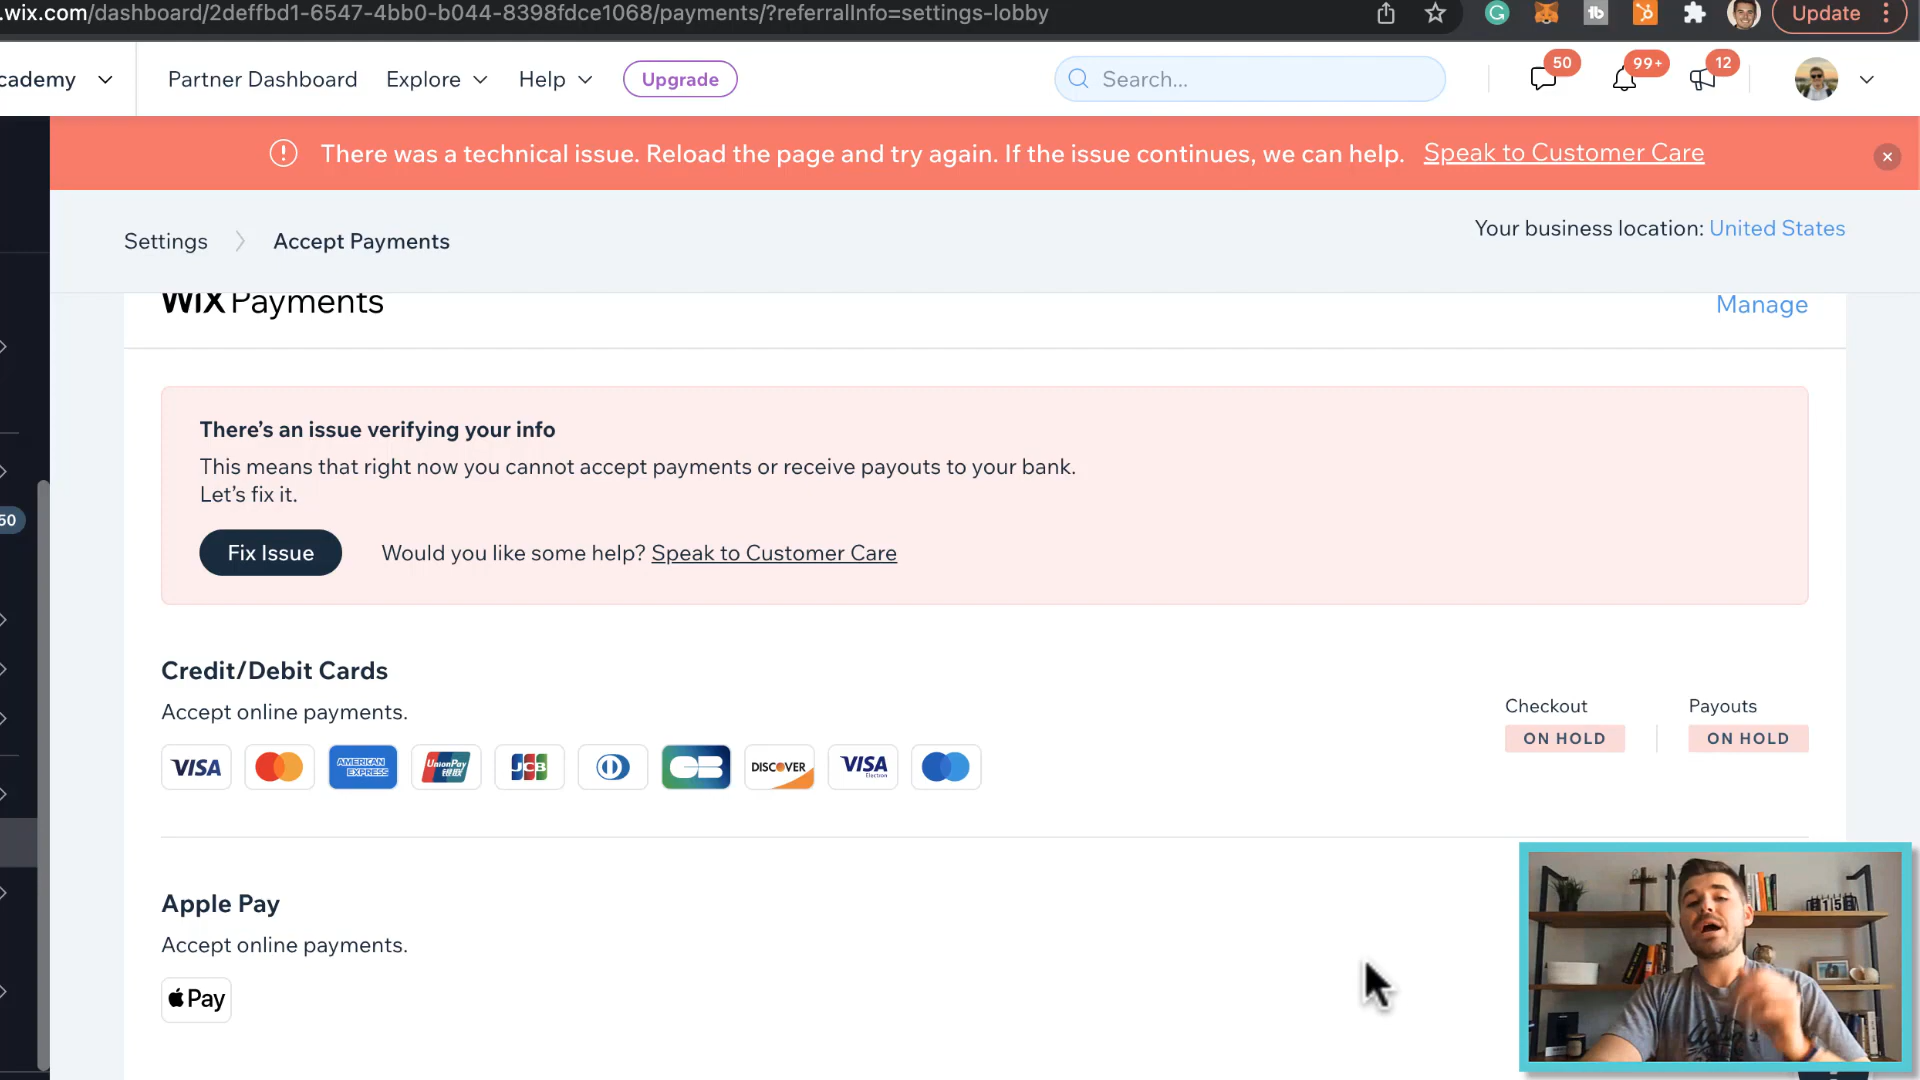 .wix.com/dashboard/2deffbd1-6547-4bb0-b044-8398fdce1068/payments/?referralInfo=settings-lobby
Update
cademy
Partner Dashboard
Explore
Help
Upgrade
Search...
50
99+
12
There was a technical issue. Reload the page and try again. If the issue continues, we can help. Speak to Customer Care
Settings
Accept Payments
Your business location: United States
WIX Payments
Manage
There's an issue verifying your info
This means that right now you cannot accept payments or receive payouts to your bank.
Let's fix it.
50
Fix Issue
Would you like some help? Speak to Customer Care
Credit/Debit Cards
Accept online payments.
Checkout
ON HOLD
Payouts
ON HOLD
VISA
AMERICAN
EXPRESS
UnionPay
银联
JCB
CB
DISCOVER
VISA
Electron
Apple Pay
Accept online payments.
Pay